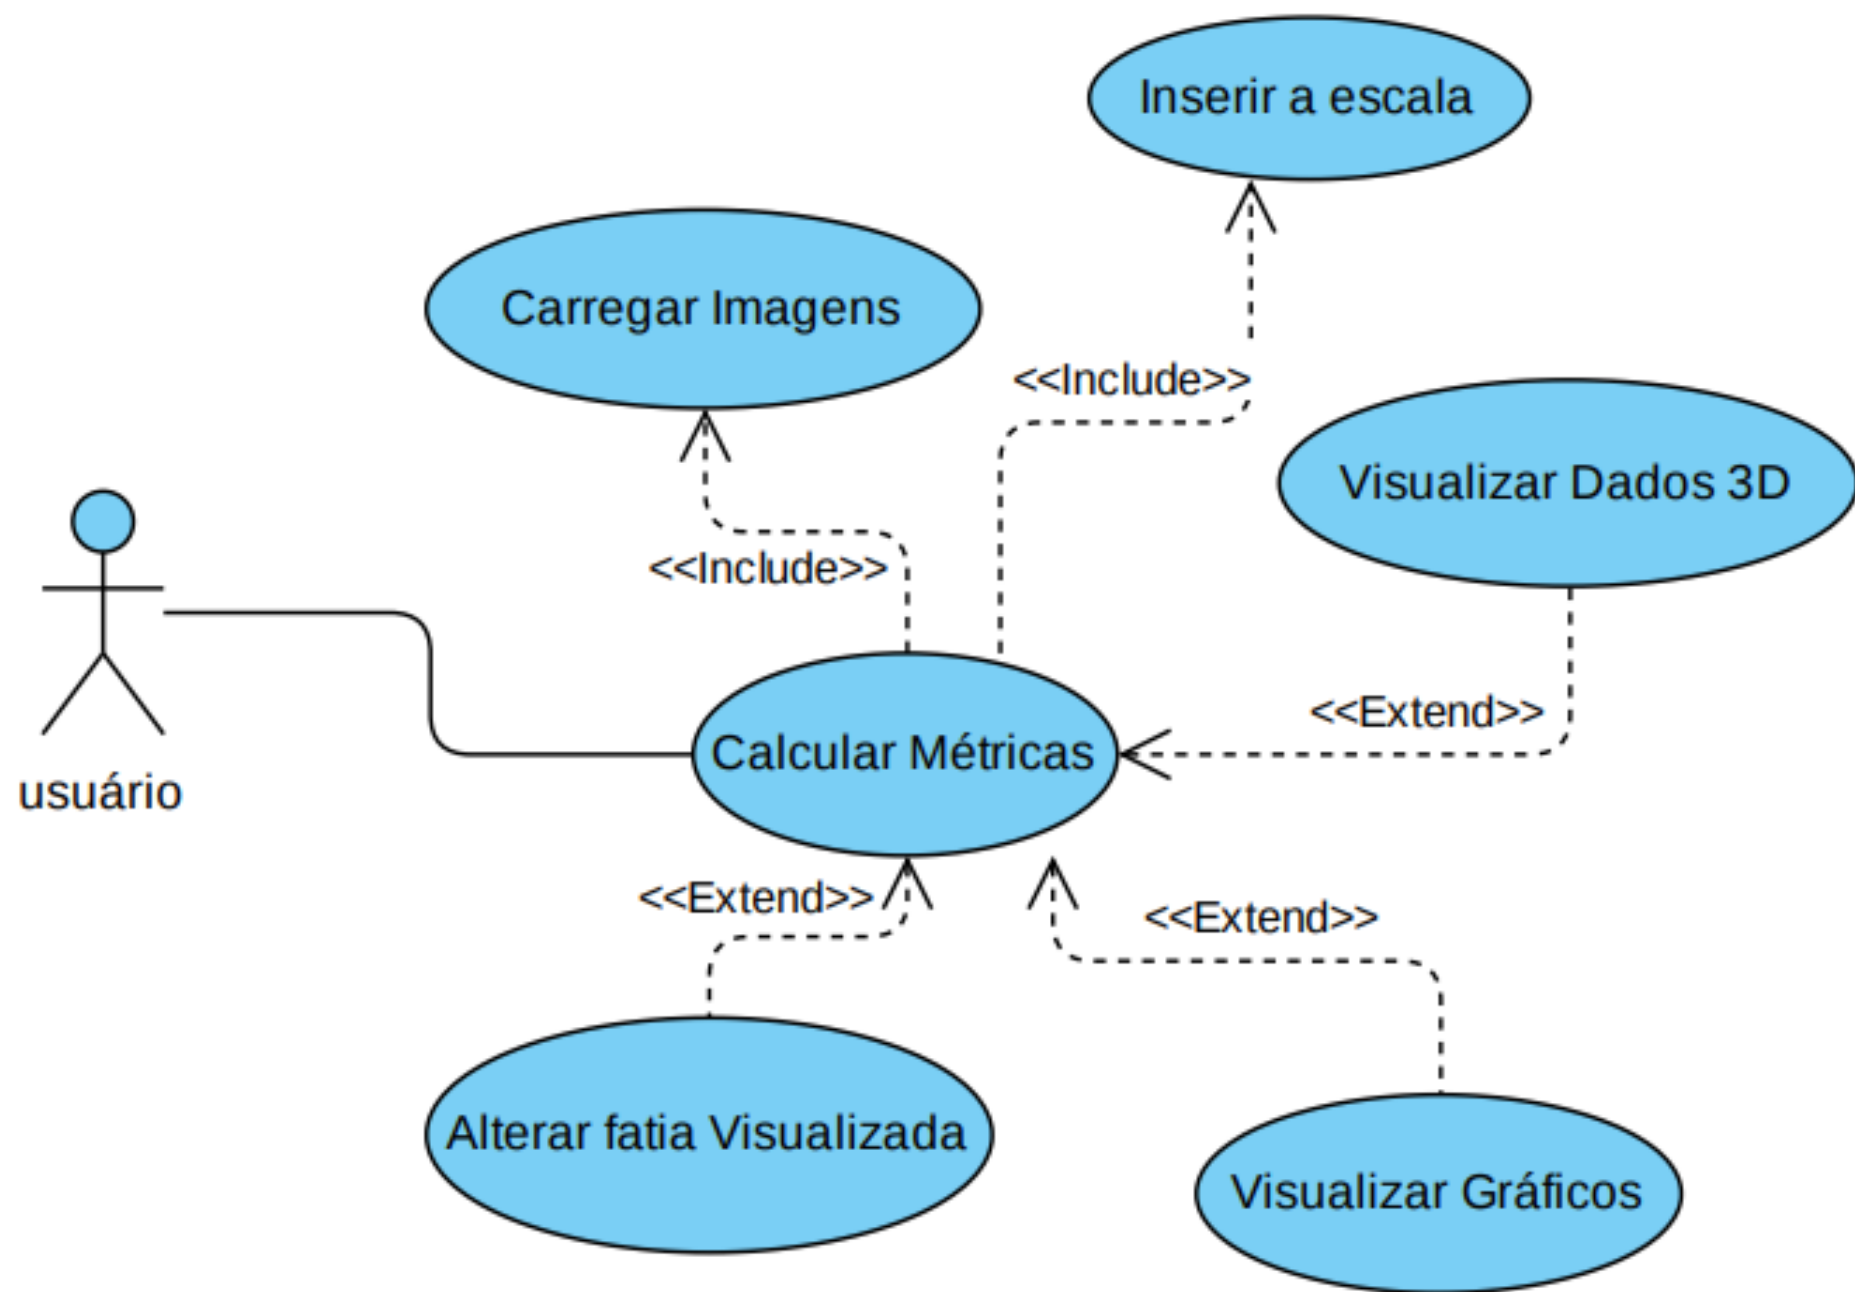 Inserir a escala
Carregar Imagens
<<Include>>
Visualizar Dados 3D
<<Include>>
<<Extend>>
Calcular Métricas
usuário
<<Extend>>
<<Extend>>
Alterar fatia Visualizada
Visualizar Gráficos